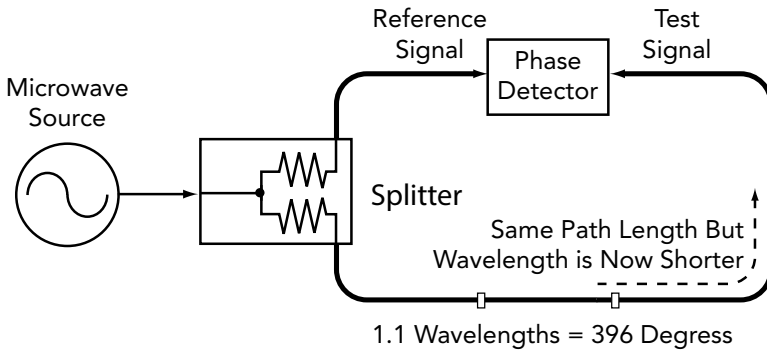 Reference
Signal
Test
Signal
Phase
Detector
Microwave
Source
Splitter
Same Path Length But
Wavelength is Now Shorter
1.1 Wavelengths = 396 Degress